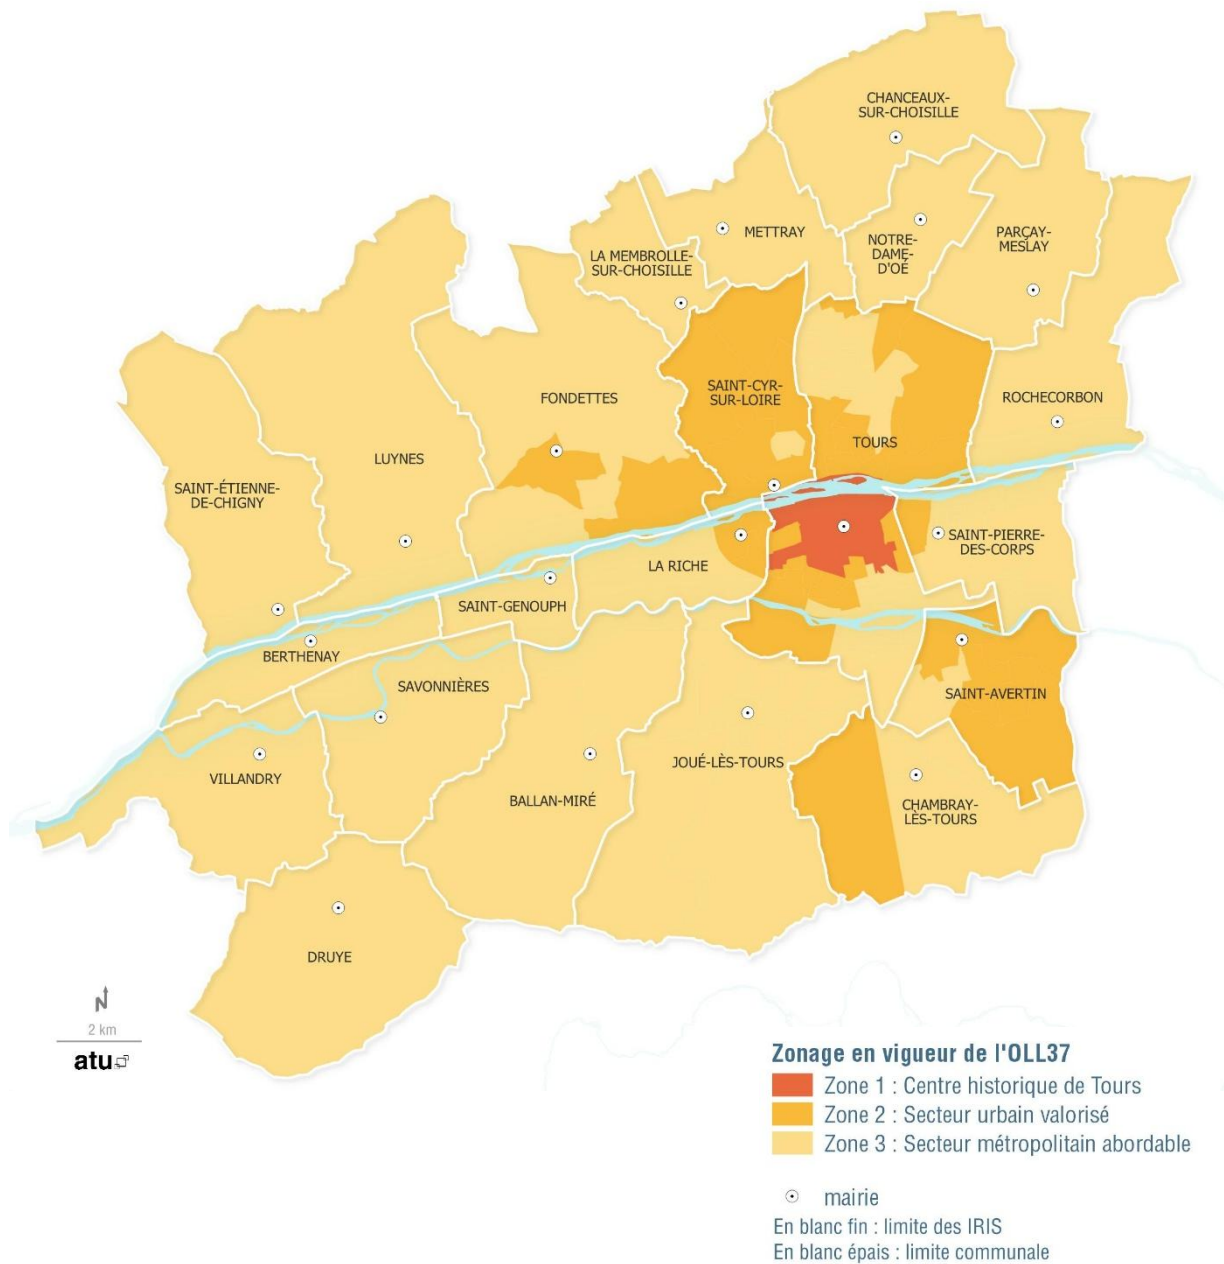 CHANCEAUX-
SUR-CHOISILLE
METTRAY
NOTRE-
DAME-
D'OÉ
PARÇAY-
MESLAY
LA MEMBROLLE-
SUR-CHOISILLE
SAINT-CYR-
SUR-LOIRE
FONDETTES
ROCHECORBON
TOURS
LUYNES
SAINT-ÉTIENNE-
DE-CHIGNY
SAINT-PIERRE-
DES-CORPS
LA RICHE
SAINT-GENOUPH
BERTHENAY
SAVONNIÈRES
SAINT-AVERTIN
VILLANDRY
JOUÉ-LÈS-TOURS
BALLAN-MIRÉ
CHAMBRAY-
LÈS-TOURS
DRUYE
N
2 km
atu
Zonage en vigueur de l'OLL37
Zone 1 : Centre historique de Tours
Zone 2 : Secteur urbain valorisé
Zone 3 : Secteur métropolitain abordable
mairie
En blanc fin : limite des IRIS
En blanc épais : limite communale